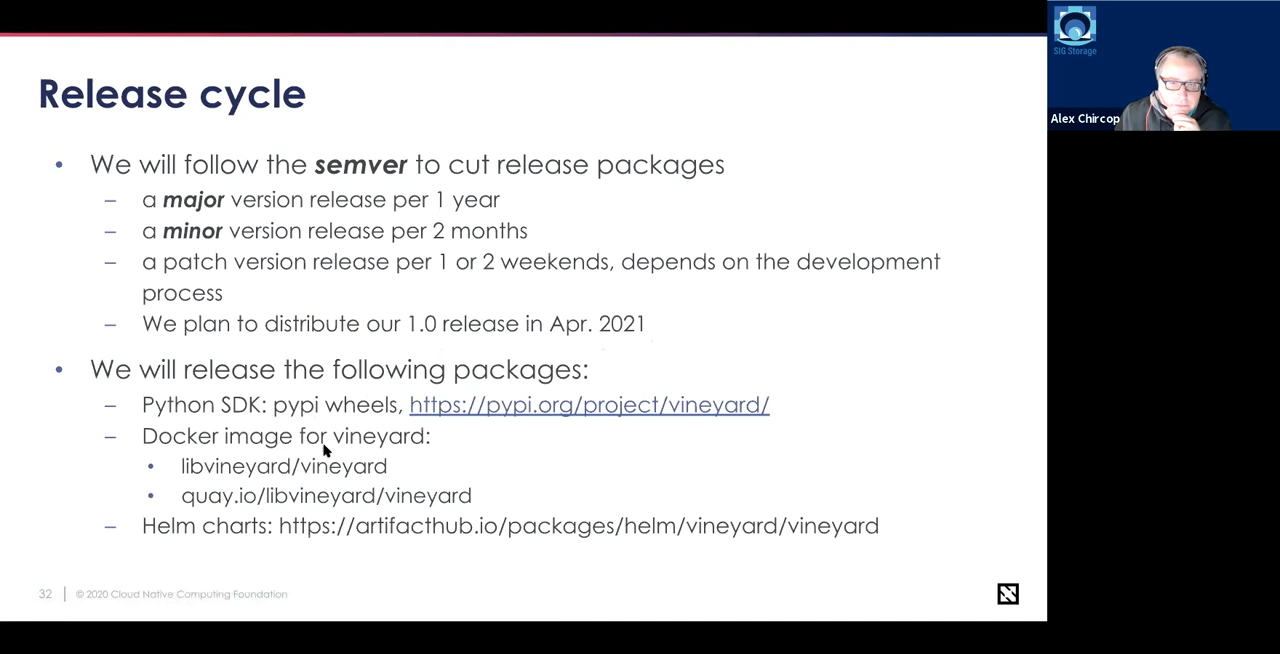 Release cycle
• We will follow the semver to cut release packages
– a major version release per 1 year
– a minor version release per 2 months
– a patch version release per 1 or 2 weekends, depends on the development
process
– We plan to distribute our 1.0 release in Apr. 2021
• We will release the following packages:
– Python SDK: pypi wheels, https://pypi.org/project/vineyard/
– Docker image for vineyard:
• libvineyard/vineyard
• quay.io/libvineyard/vineyard
– Helm charts: https://artifacthub.io/packages/helm/vineyard/vineyard
32 | © 2020 Cloud Native Computing Foundation
SIG Storage
Alex Chircop